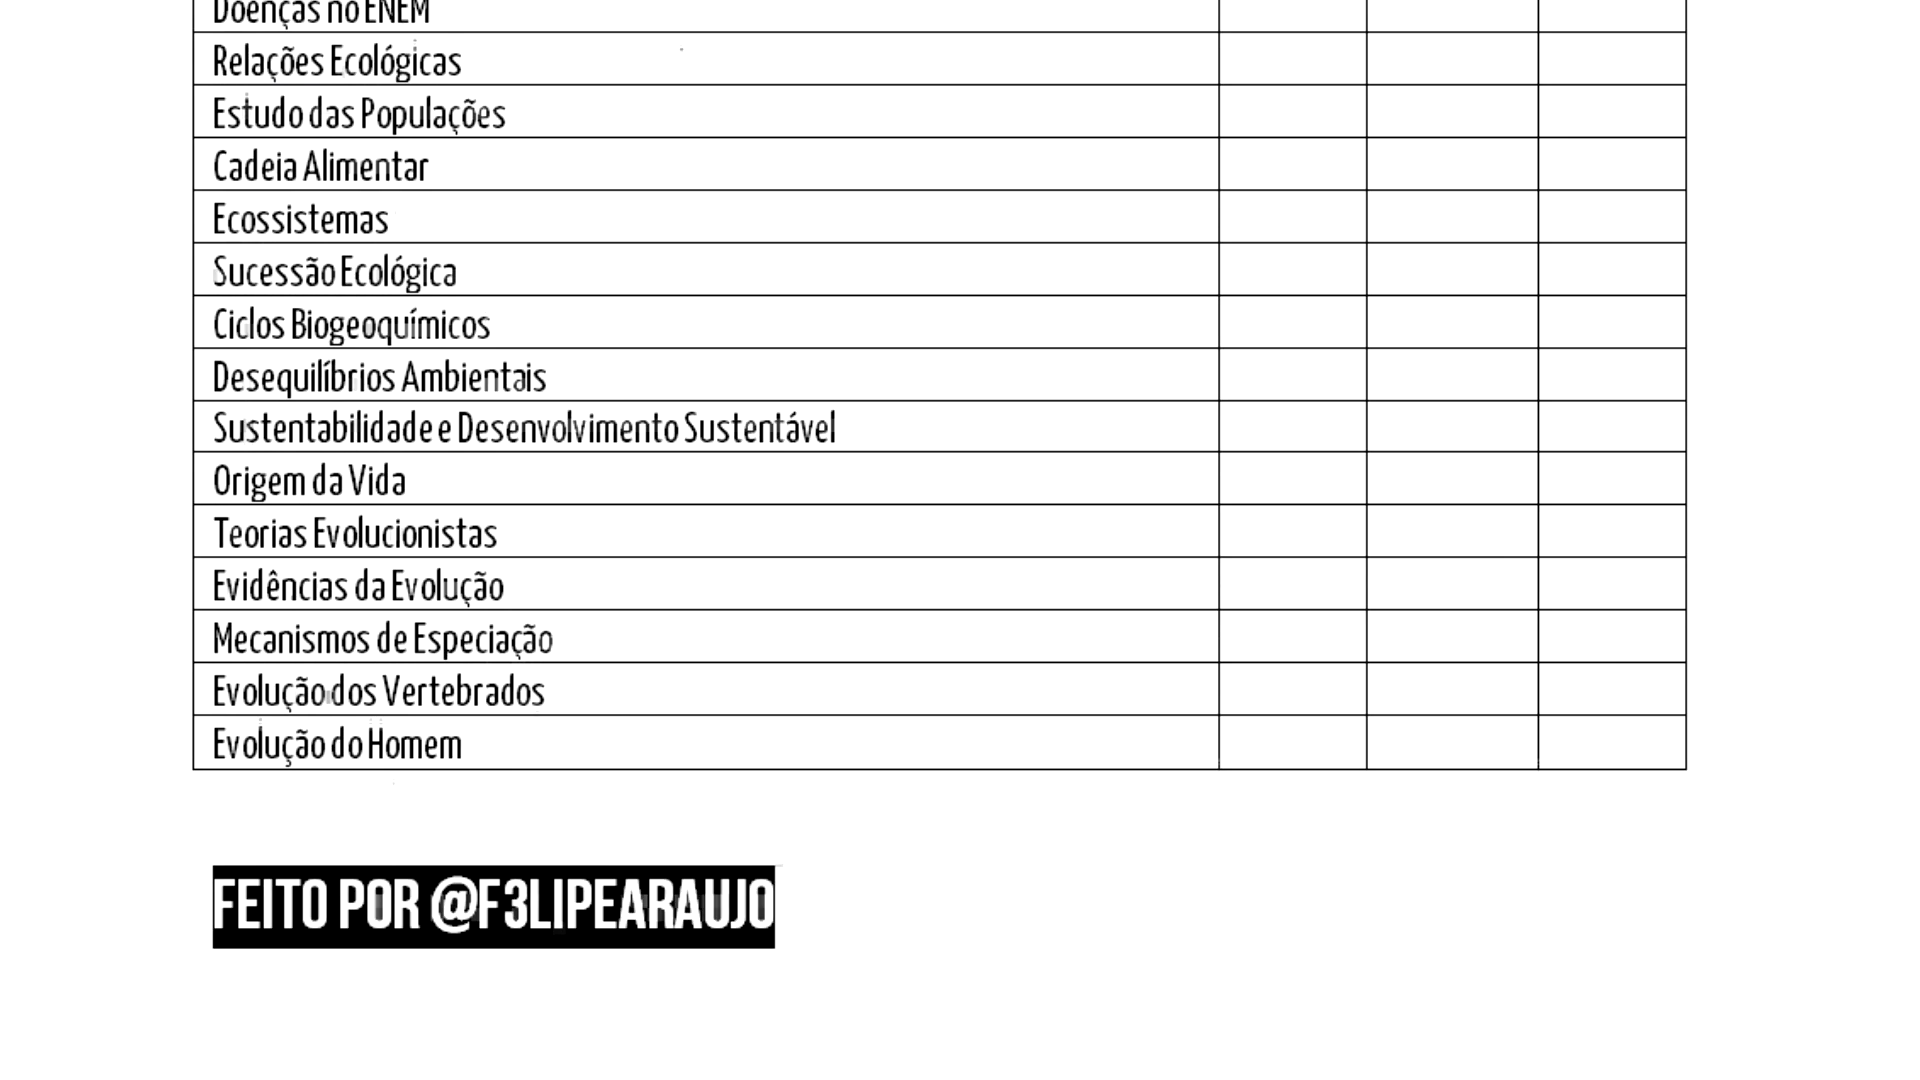 Doenças no ENEM
Relações Ecológicas
Estudo das Populações
Cadeia Alimentar
Ecossistemas
Sucessão Ecológica
Ciclos Biogeoquímicos
Desequilíbrios Ambientais
Sustentabilidade e Desenvolvimento Sustentável
Origem da Vida
Teorias Evolucionistas
Evidências da Evolução
Mecanismos de Especiação
Evolução dos Vertebrados
Evolução do Homem
FEITO POR @F3LIPEARAUJO